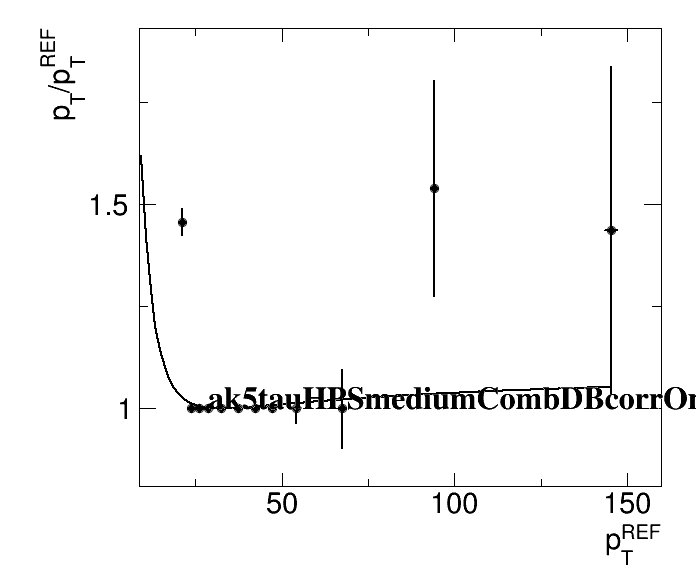 p_T/p_T^REF
1.5
1
ak5tauHPSmediumCombDBcorrOn
50 100 150
p_T^REF